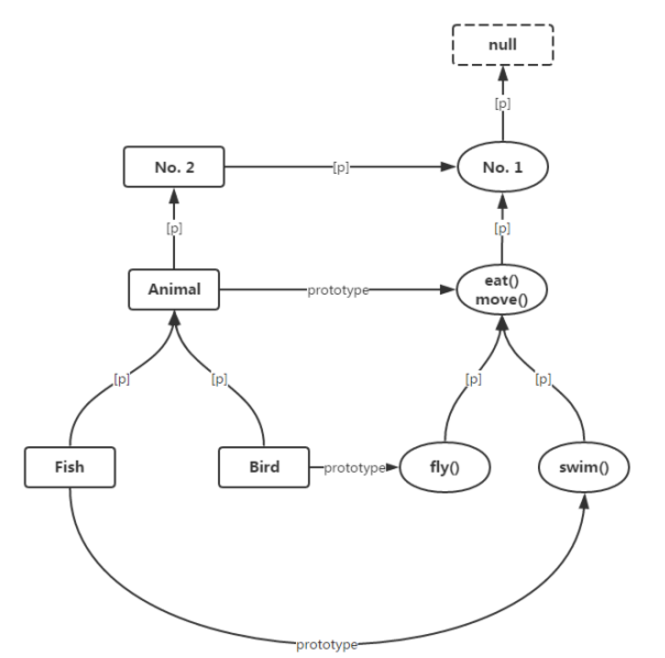 null
[p]
No. 2
[p]
No. 1
[p]
[p]
Animal
prototype
eat()
move()
[p]
[p]
[p]
[p]
Fish
Bird
prototype
fly()
swim()
prototype